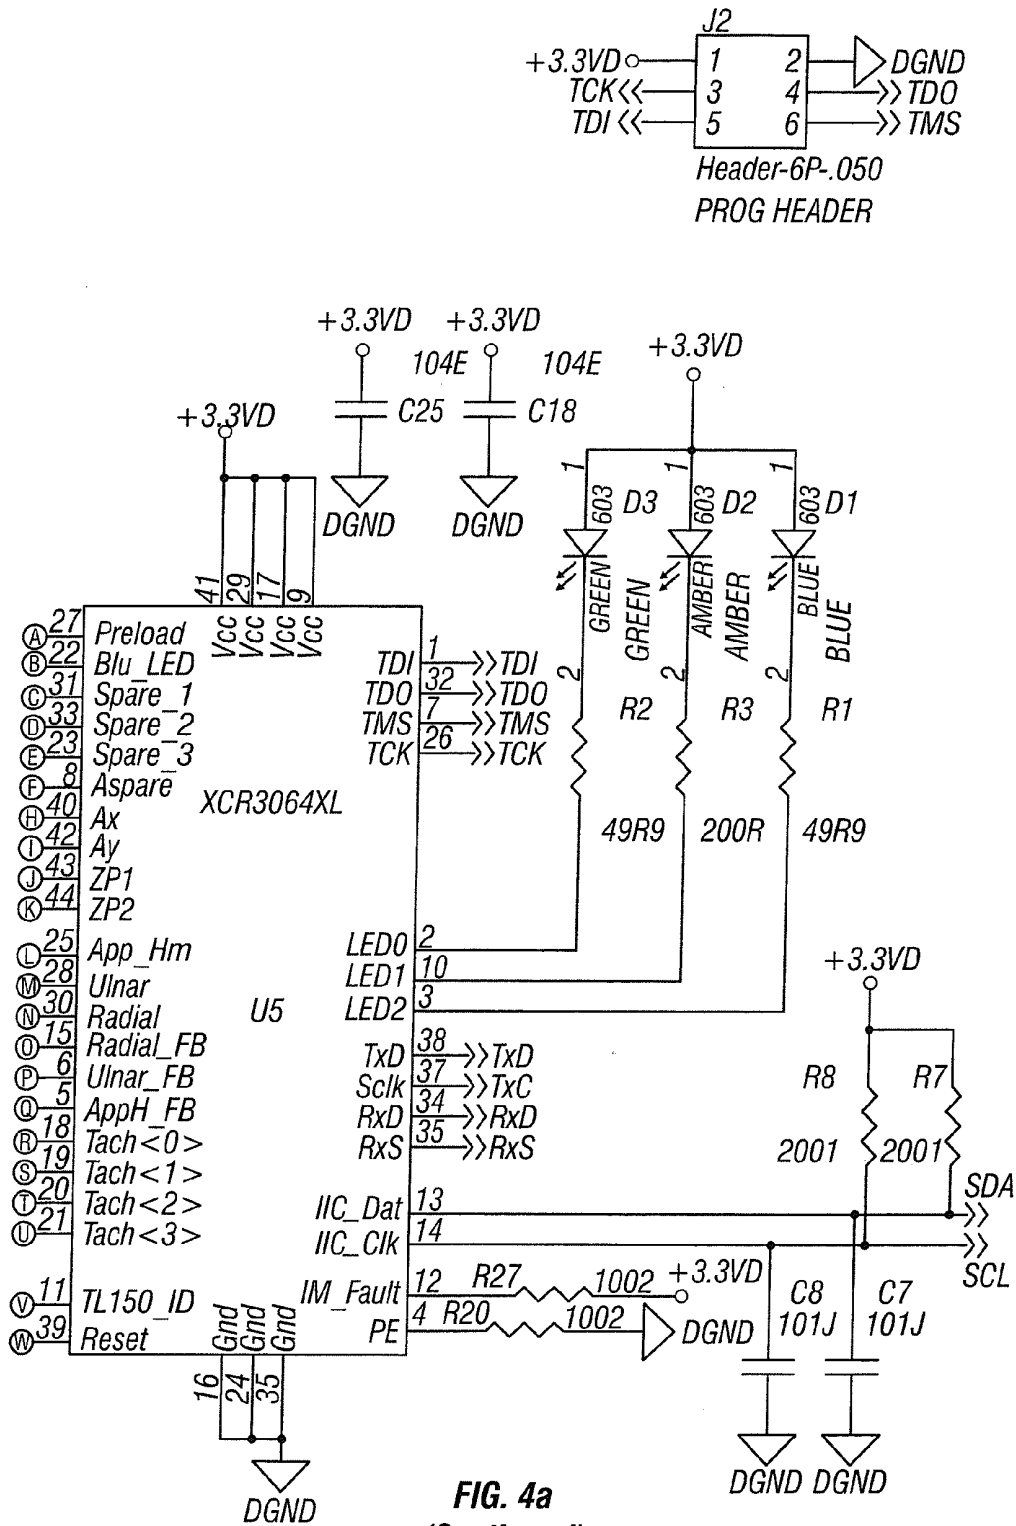 J2
+3.3VD 1 2 DGND
TCK 3 4 TDO
TDI 5 6 TMS
Header-6P-.050
PROG HEADER
+3.3VD +3.3VD
104E 104E
C25 C18
DGND DGND
+3.3VD
+3.3VD
1 1 1
603 D3 603 D2 603 D1
GREEN GREEN AMBER AMBER BLUE BLUE
2 2 2
R2 R3 R1
49R9 200R 49R9
41 29 17 9
Vcc Vcc Vcc Vcc
A 27 Preload
B 22 Blu_LED
C 31 Spare_1
D 33 Spare_2
E 23 Spare_3
F 8 Aspare
H 40 Ax
I 42 Ay
J 43 ZP1
K 44 ZP2
L 25 App_Hm
M 28 Ulnar
N 30 Radial
O 15 Radial_FB
P 6 Ulnar_FB
Q 5 AppH_FB
R 18 Tach<0>
S 19 Tach<1>
T 20 Tach<2>
U 21 Tach<3>
V 11 TL150_ID
W 39 Reset
XCR3064XL
U5
TDI 1 TDI
TDO 32 TDO
TMS 7 TMS
TCK 26 TCK
LED0 2
LED1 10
LED2 3
TxD 38 TxD
Sclk 37 TxC
RxD 34 RxD
RxS 35 RxS
IIC_Dat 13 SDA
IIC_Clk 14 SCL
IM_Fault 12 R27 1002 +3.3VD
PE 4 R20 1002 DGND
+3.3VD
R8 R7
2001 2001
C8 C7
101J 101J
DGND DGND
Gnd Gnd Gnd
16 24 35
DGND
FIG. 4a